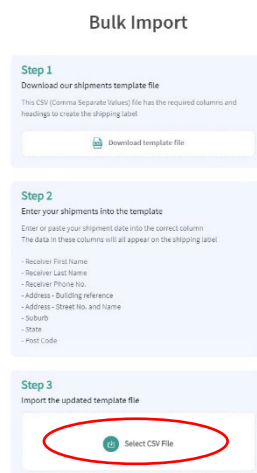 Bulk Import
Step 1
Download our shipments template file
This CSV (Comma Separate Values) file has the required columns and
headings to create the shipping label
Download template file
Step 2
Enter your shipments into the template
Enter or paste your shipment date into the correct column
The data in these columns will all appear on the shipping label
- Receiver First Name
- Receiver Last Name
- Receiver Phone No.
- Address - Building reference
- Address - Street No. and Name
- Suburb
- State
- Post Code
Step 3
Import the updated template file
Select CSV File